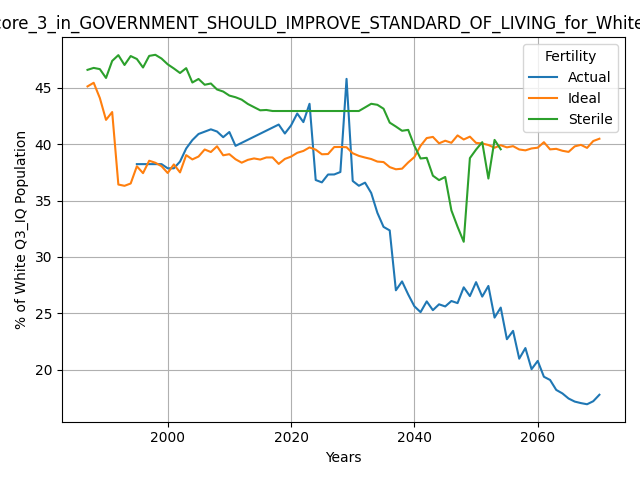 core_3_in_GOVERNMENT_SHOULD_IMPROVE_STANDARD_OF_LIVING_for_White
Fertility
Actual
Ideal
Sterile
% of White Q3_IQ Population
45
40
35
30
25
20
2000 2020 2040 2060
Years